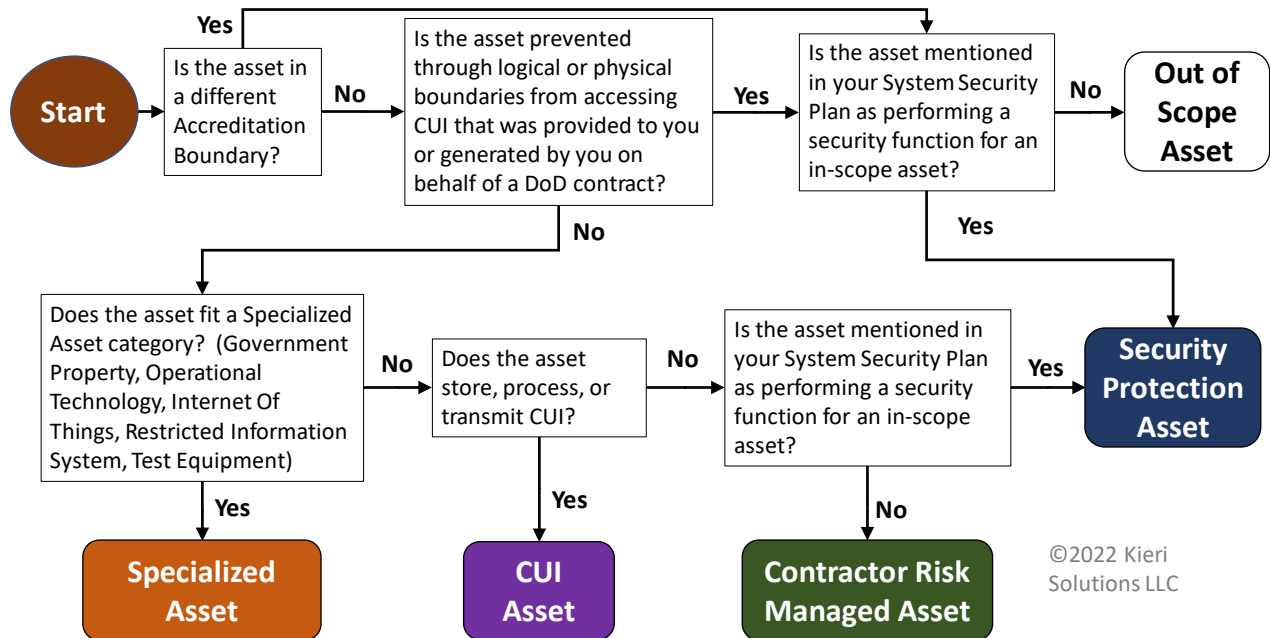 Start
Is the asset in
a different
Accreditation
Boundary?
Yes
No
Is the asset prevented
through logical or physical
boundaries from accessing
CUI that was provided to you
or generated by you on
behalf of a DoD contract?
Yes
No
Is the asset mentioned
in your System Security
Plan as performing a
security function for an
in-scope asset?
No
Yes
Out of
Scope
Asset
Does the asset fit a Specialized
Asset category? (Government
Property, Operational
Technology, Internet Of
Things, Restricted Information
System, Test Equipment)
No
Yes
Does the asset
store, process, or
transmit CUI?
No
Yes
Is the asset mentioned in
your System Security Plan
as performing a security
function for an in-scope
asset?
Yes
No
Security
Protection
Asset
Specialized
Asset
CUI
Asset
Contractor Risk
Managed Asset
©2022 Kieri
Solutions LLC